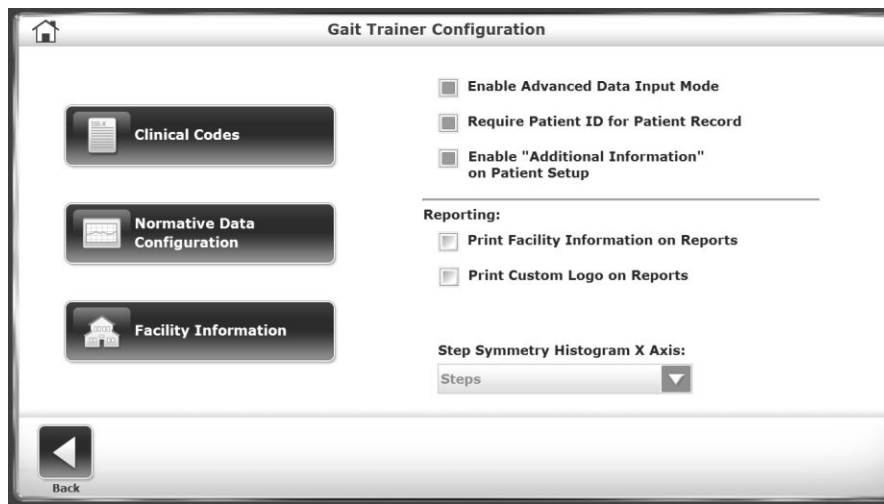 Gait Trainer Configuration
Clinical Codes
Normative Data
Configuration
Facility Information
Enable Advanced Data Input Mode
Require Patient ID for Patient Record
Enable "Additional Information"
on Patient Setup
Reporting:
Print Facility Information on Reports
Print Custom Logo on Reports
Step Symmetry Histogram X Axis:
Steps
Back